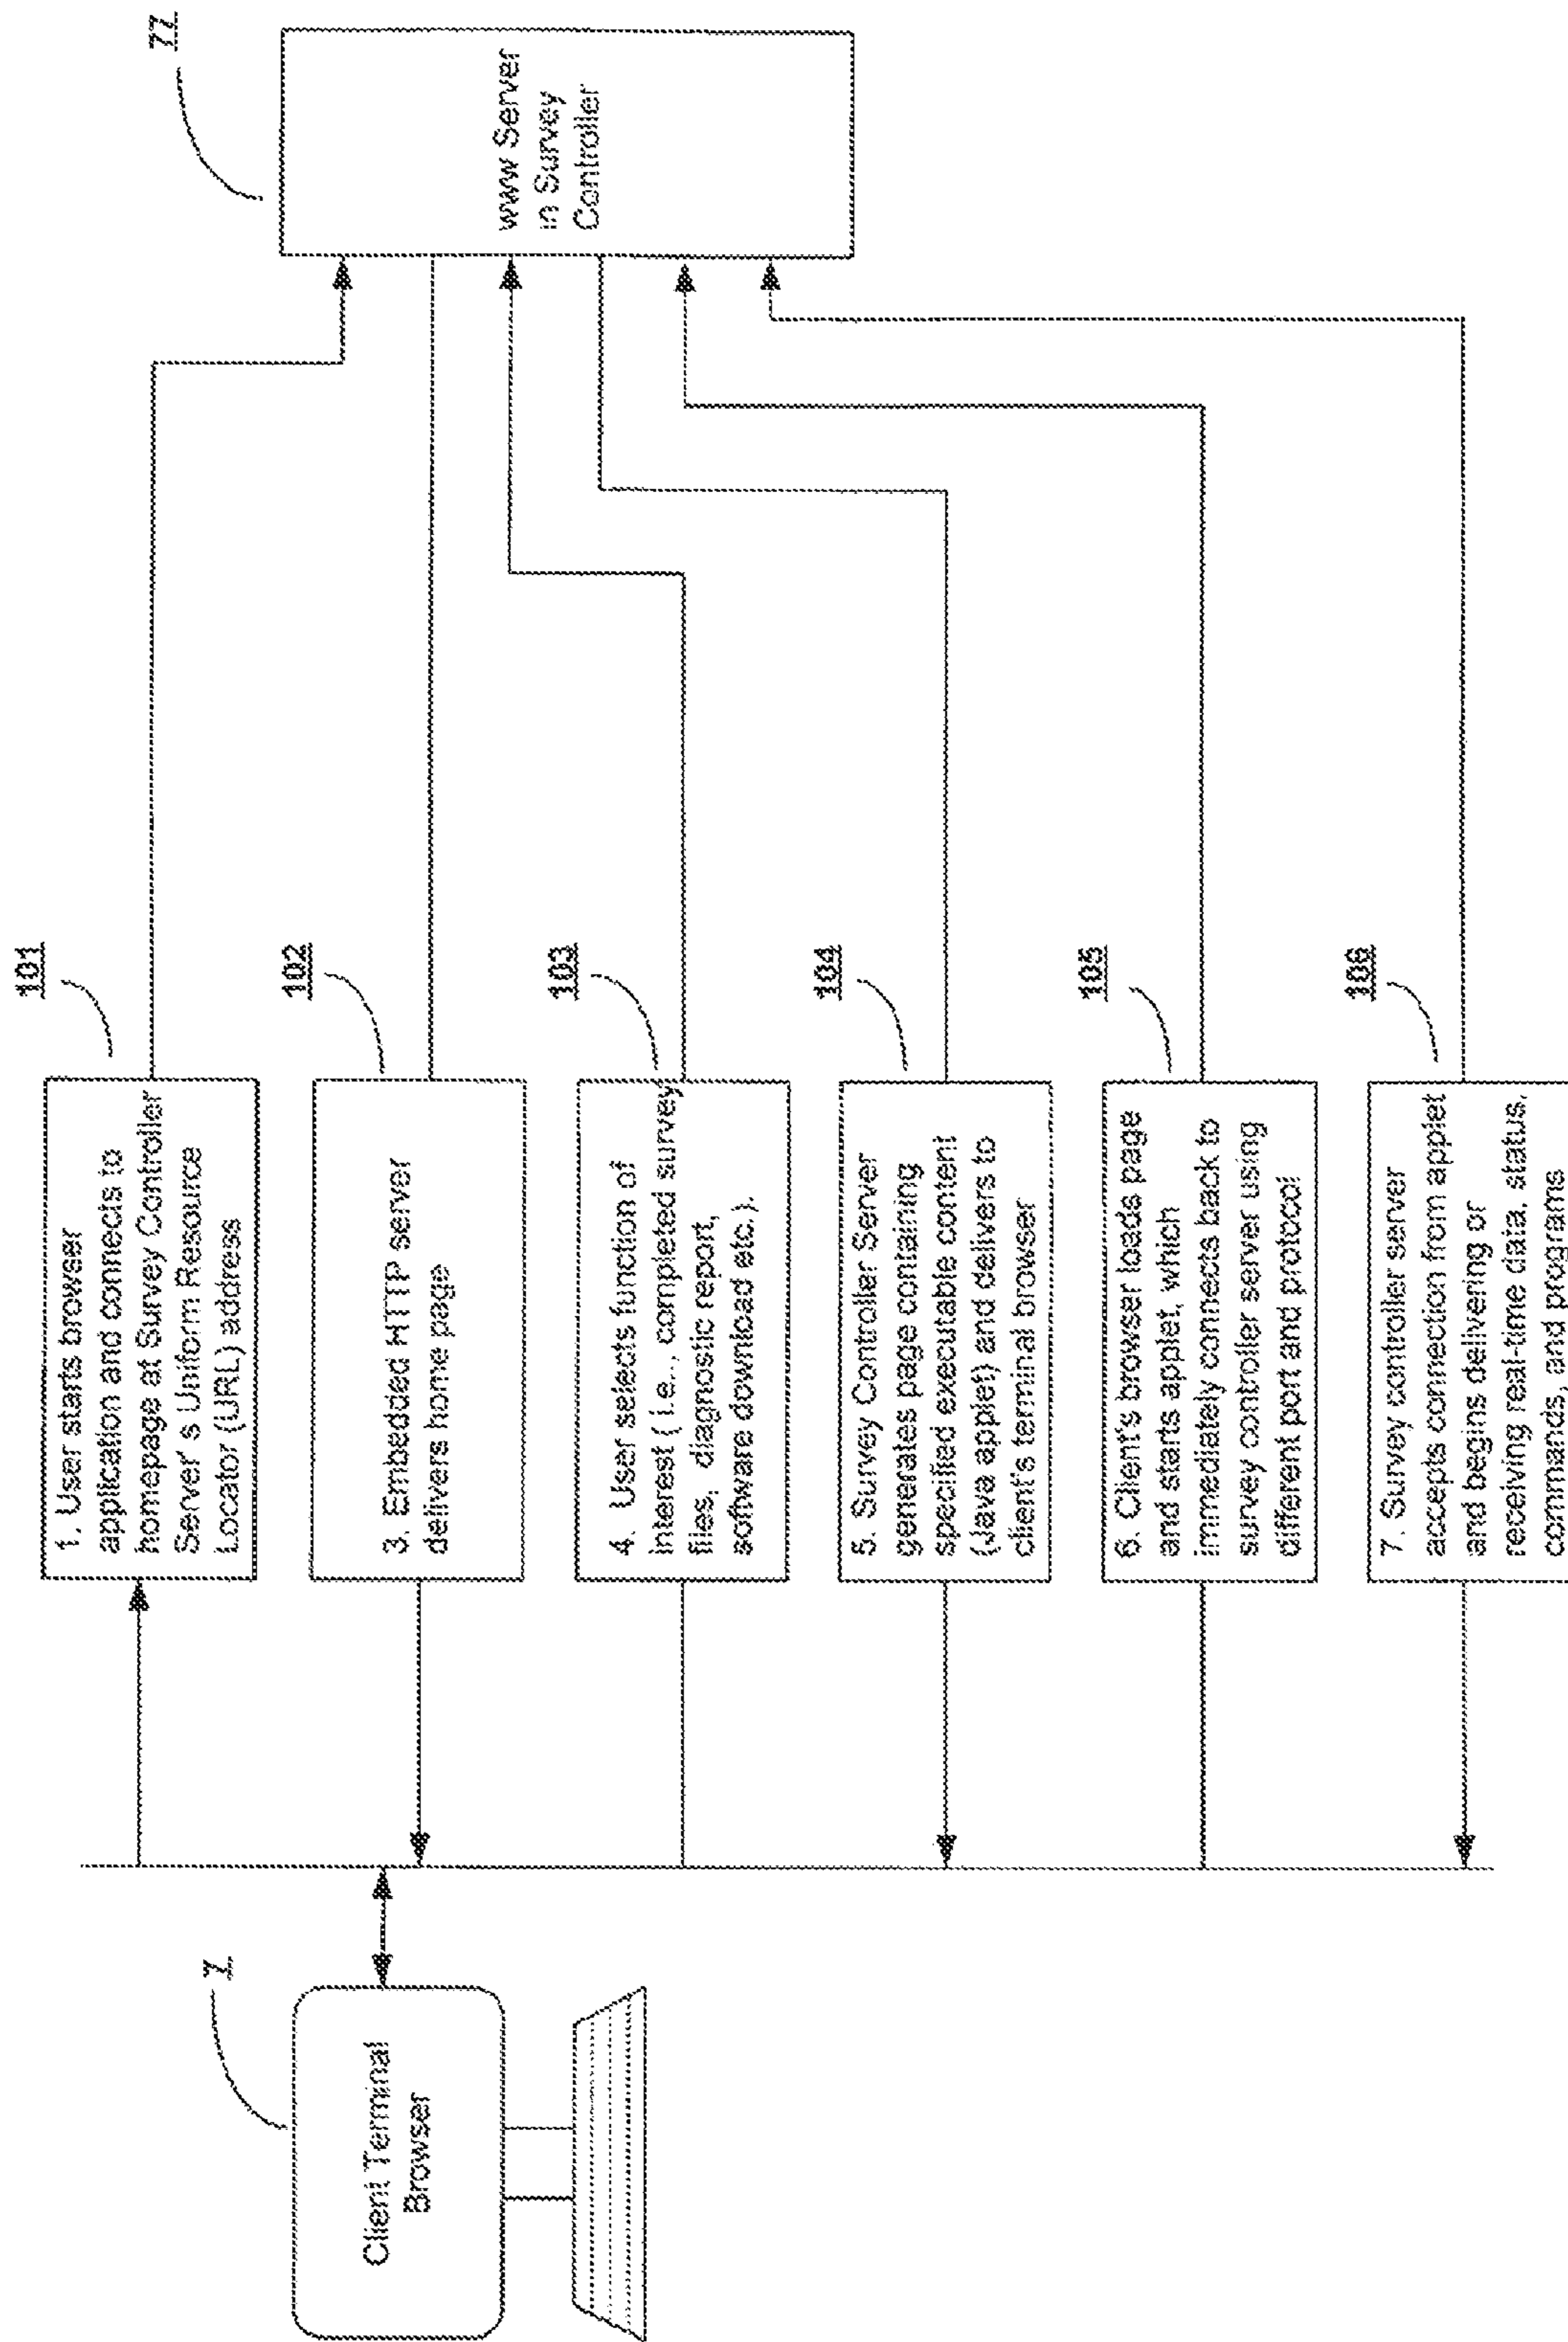 Client Terminal
Browser
7
101
1. User starts browser
application and connects to
homepage at Survey Controller
Server' s Uniform Resource
Locator (URL) address
102
3. Embedded HTTP server
delivers home page
103
4. User selects function of
interest ( i.e.., completed survey
files, diagnostic report,
software download etc.).
104
5. Survey Controller Server
generates page containing
specified executable content
(Java applet) and delivers to
client's terminal browser
105
6. Client's browser loads page
and starts applet, which
immediately connects back to
survey controller server using
different port and protocol
106
7. Survey controller server
accepts connection from applet
and begins delivering or
receiving real-time data, status,
commands, and programs
77
www Server
in Survey
Controller